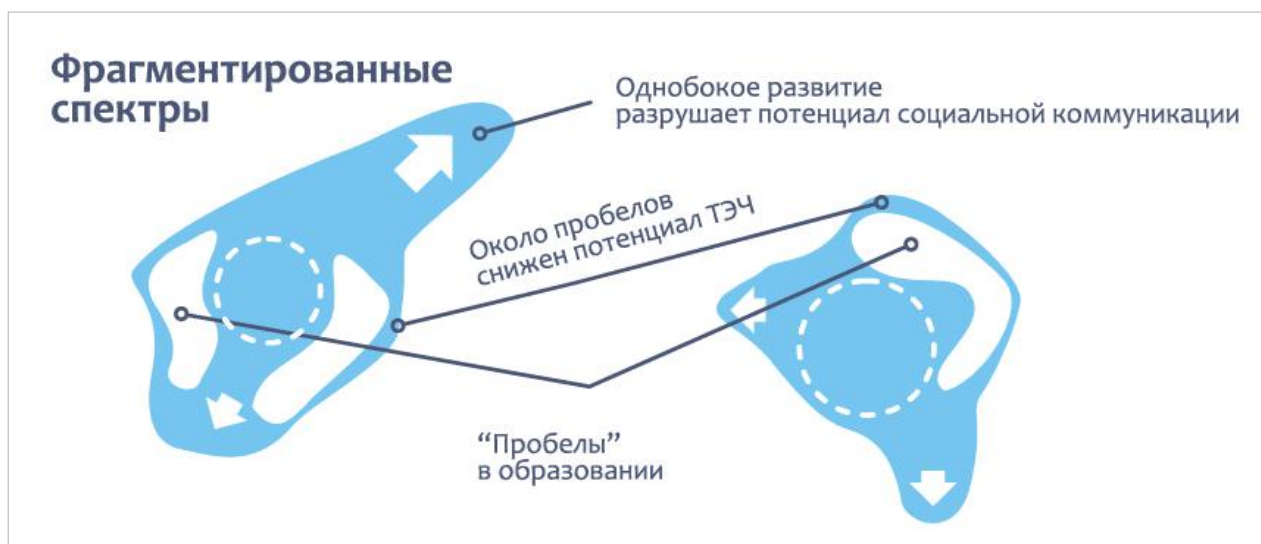 Фрагментированные
спектры
Однобокое развитие
разрушает потенциал социальной коммуникации
Около пробелов
снижен потенциал ТЭЧ
“Пробелы”
в образовании